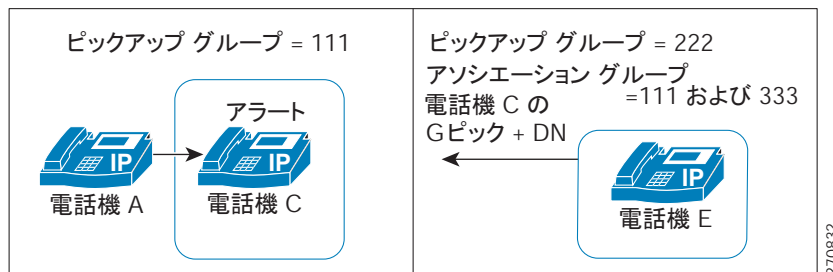 ピックアップ グループ = 111
アラート
IP
IP
電話機 A
電話機 C
ピックアップ グループ = 222
アソシエーション グループ
=111 および 333
電話機 C の
Gピック + DN
IP
電話機 E